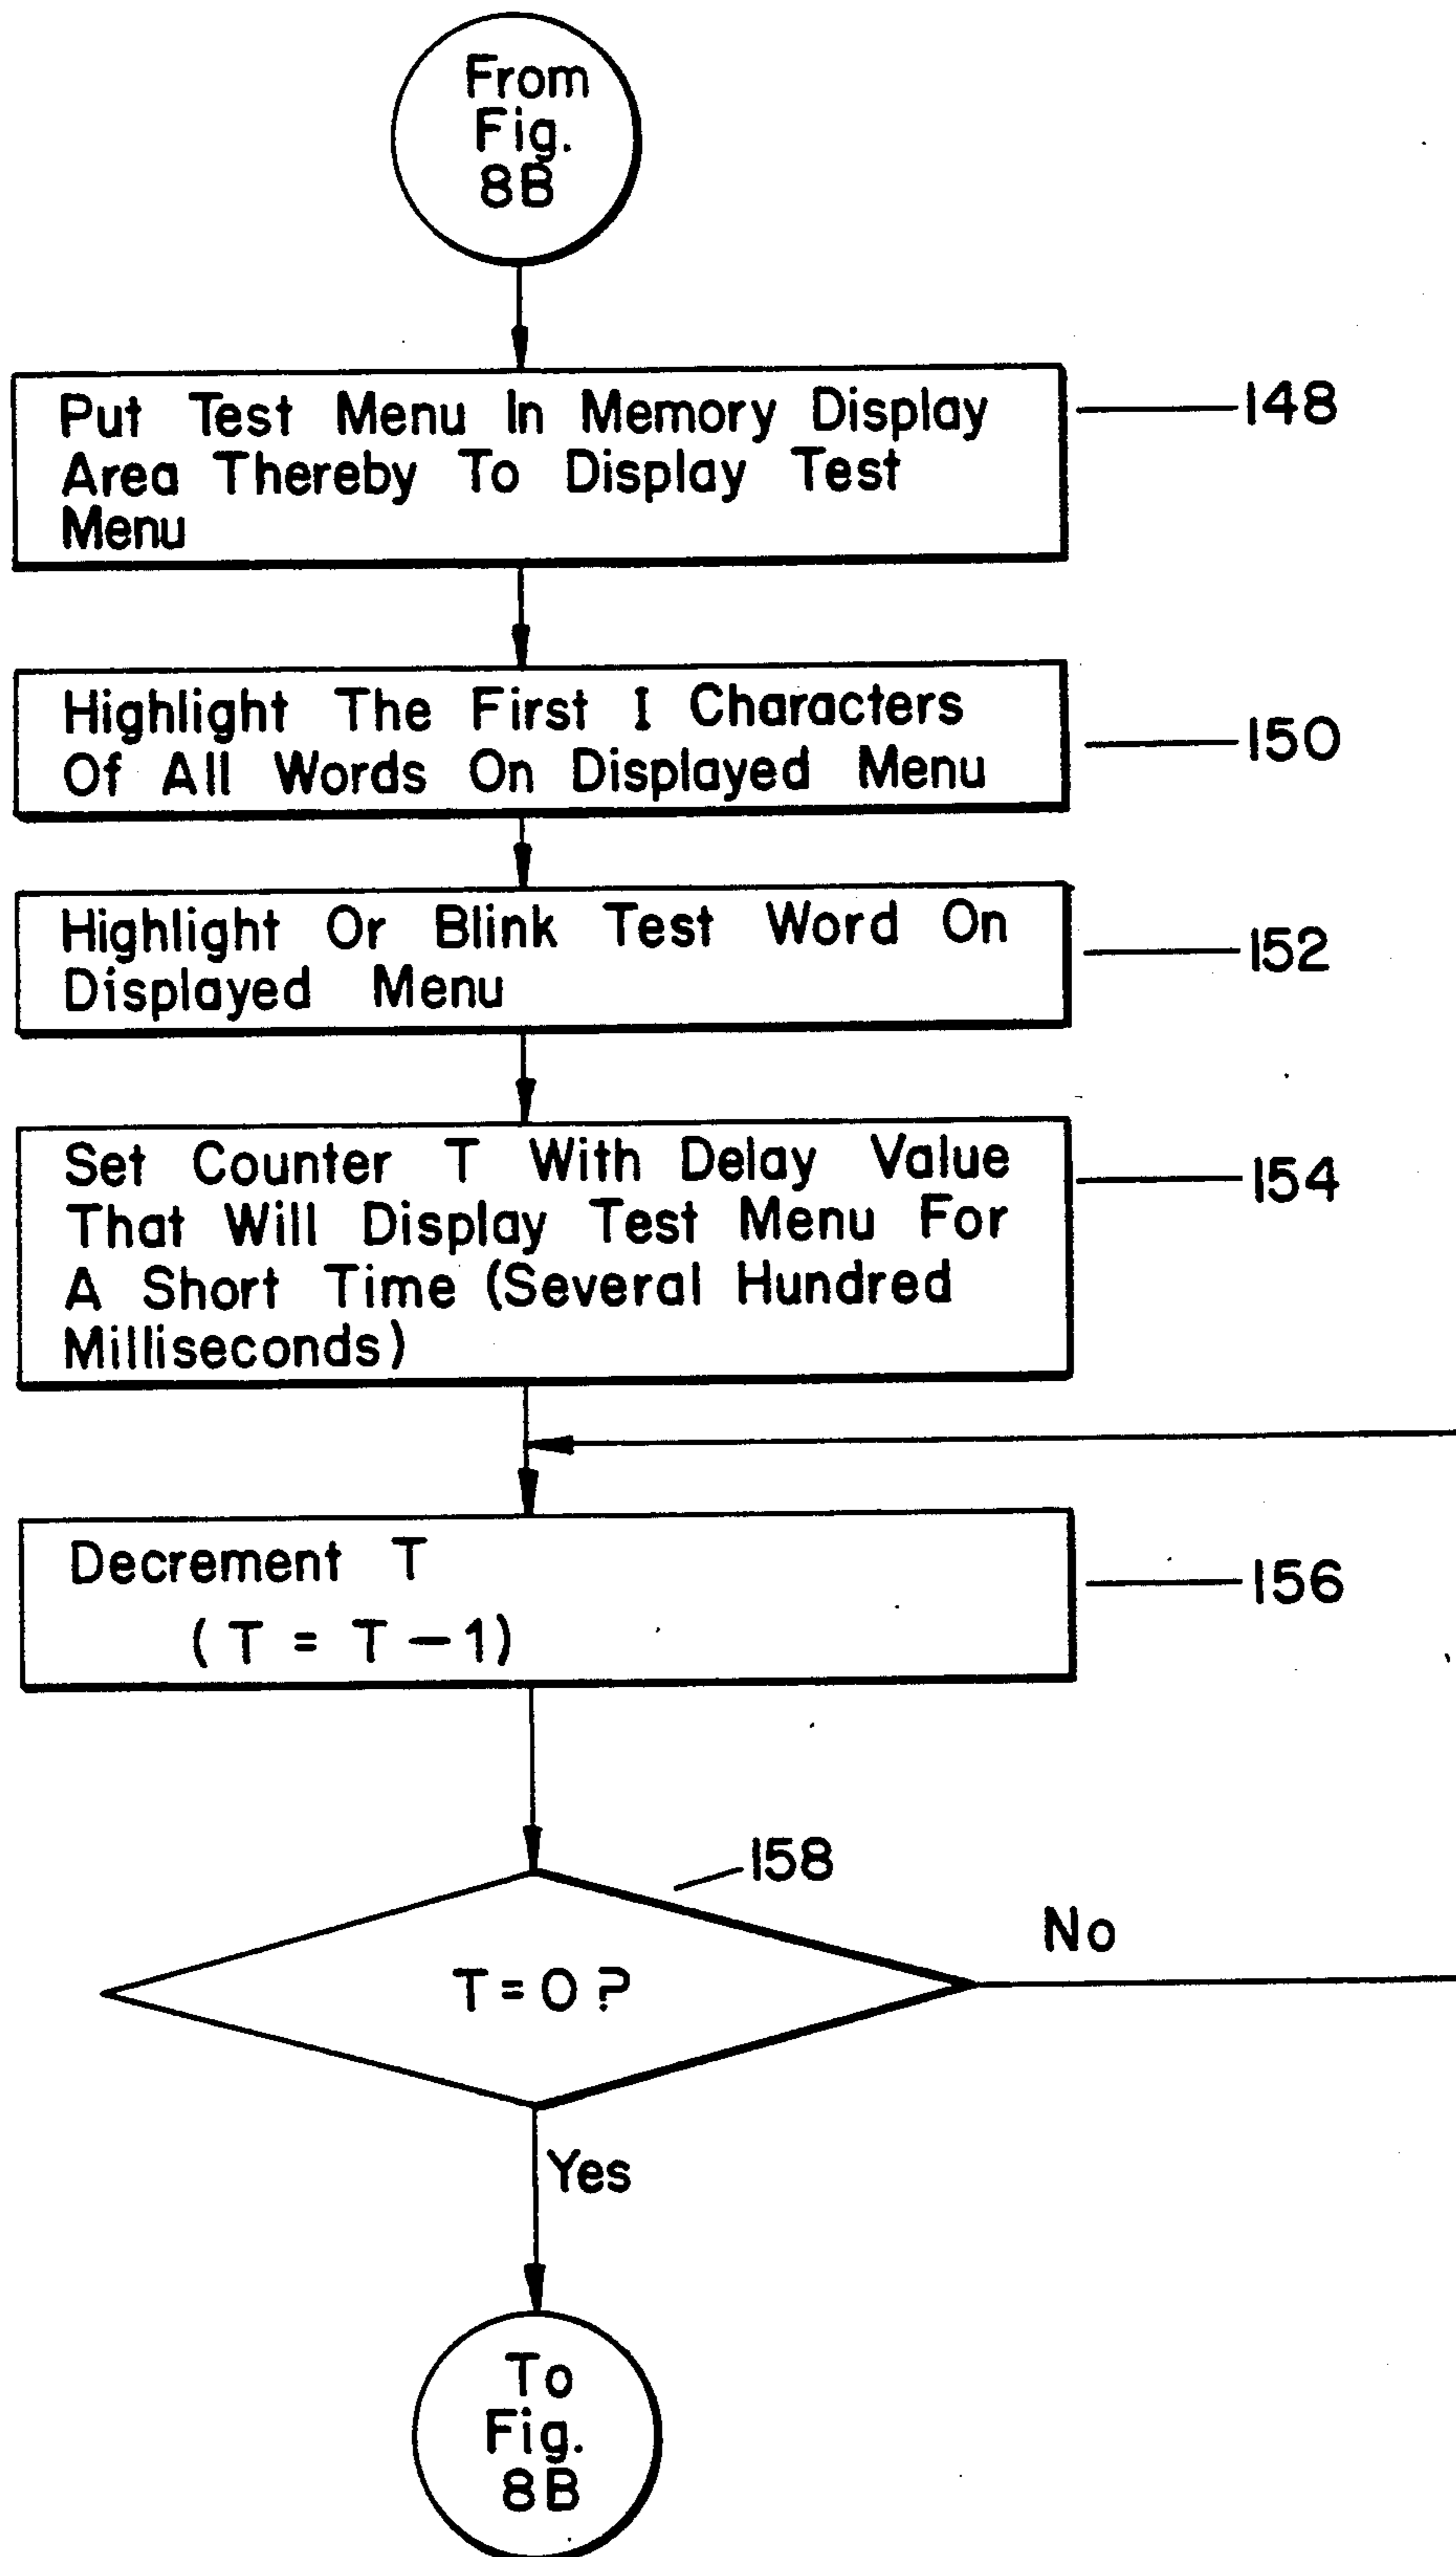 From
Fig.
8B
Put Test Menu In Memory Display
Area Thereby To Display Test
Menu
148
Highlight The First I Characters
Of All Words On Displayed Menu
150
Highlight Or Blink Test Word On
Displayed Menu
152
Set Counter T With Delay Value
That Will Display Test Menu For
A Short Time (Several Hundred
Milliseconds)
154
Decrement T
(T = T - 1)
156
158
T = 0 ?
No
Yes
To
Fig.
8B